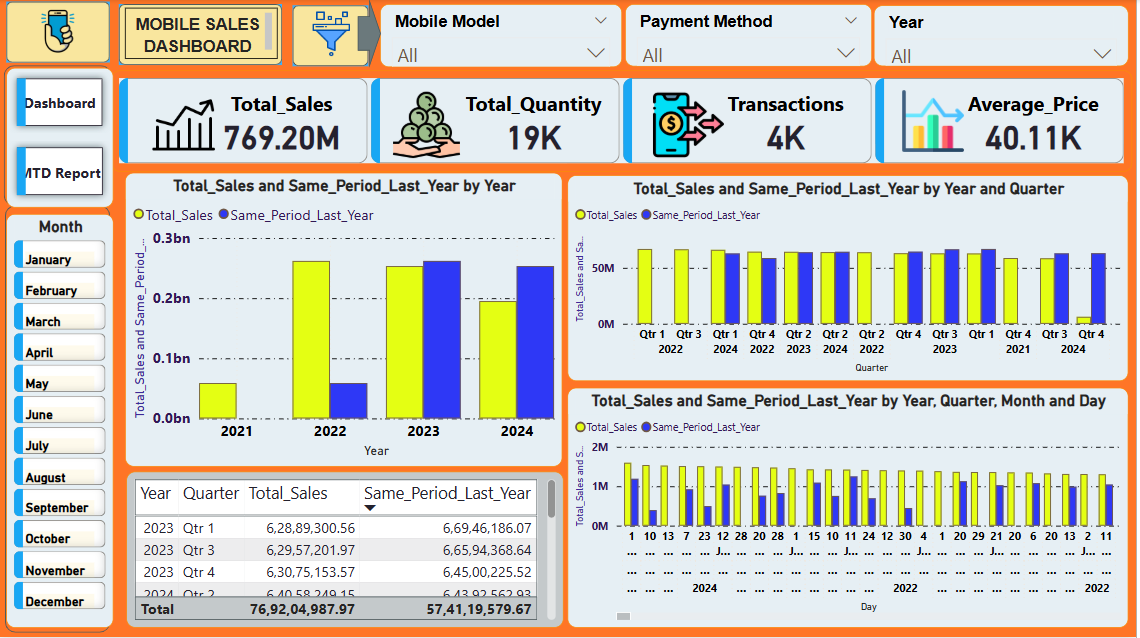 MOBILE SALES
DASHBOARD
Mobile Model
All
Payment Method
All
Year
All
Dashboard
MTD Report
Total_Sales
769.20M
Total_Quantity
19K
Transactions
4K
Average_Price
40.11K
Month
January
February
March
April
May
June
July
August
September
October
November
December
Total_Sales and Same_Period_Last_Year by Year
Total_Sales Same_Period_Last_Year
Total_Sales and Same_Period_...
0.3bn
0.2bn
0.1bn
0.0bn
2021 2022 2023 2024
Year
Year Quarter Total_Sales Same_Period_Last_Year
2023 Qtr 1 6,28,89,300.56 6,69,46,186.07
2023 Qtr 3 6,29,57,201.97 6,65,94,368.64
2023 Qtr 4 6,30,75,153.57 6,45,00,225.52
2024 Qtr 2 6,40,58,249.15 6,43,92,562.93
Total 76,92,04,987.97 57,41,19,579.67
Total_Sales and Same_Period_Last_Year by Year and Quarter
Total_Sales Same_Period_Last_Year
Total_Sales and Sa...
50M
0M
Qtr 1 Qtr 3 Qtr 1 Qtr 4 Qtr 2 Qtr 2 Qtr 2 Qtr 4 Qtr 3 Qtr 1 Qtr 4 Qtr 3 Qtr 4
2022 2024 2022 2023 2024 2022 2023 2021 2024
Quarter
Total_Sales and Same_Period_Last_Year by Year, Quarter, Month and Day
Total_Sales Same_Period_Last_Year
Total_Sales and S...
2M
1M
0M
1 10 13 7 23 12 28 20 28 1 15 10 11 24 12 30 4 1 20 29 21 20 6 20 13 2 11
... ... ... ... ... J... ... ... ... J... ... ... J... ... ... ... J... ... ... ... J... ... ... ... ... J... ...
... ... ... ... ... ... ... ... ... ... ... ... ... ... ... ... ... ... ... ... ... ...
... ... ... 2024 ... ... ... ... ... ... ... ... 2022 ... ... ... ... ... ... ... ... 2022
Day